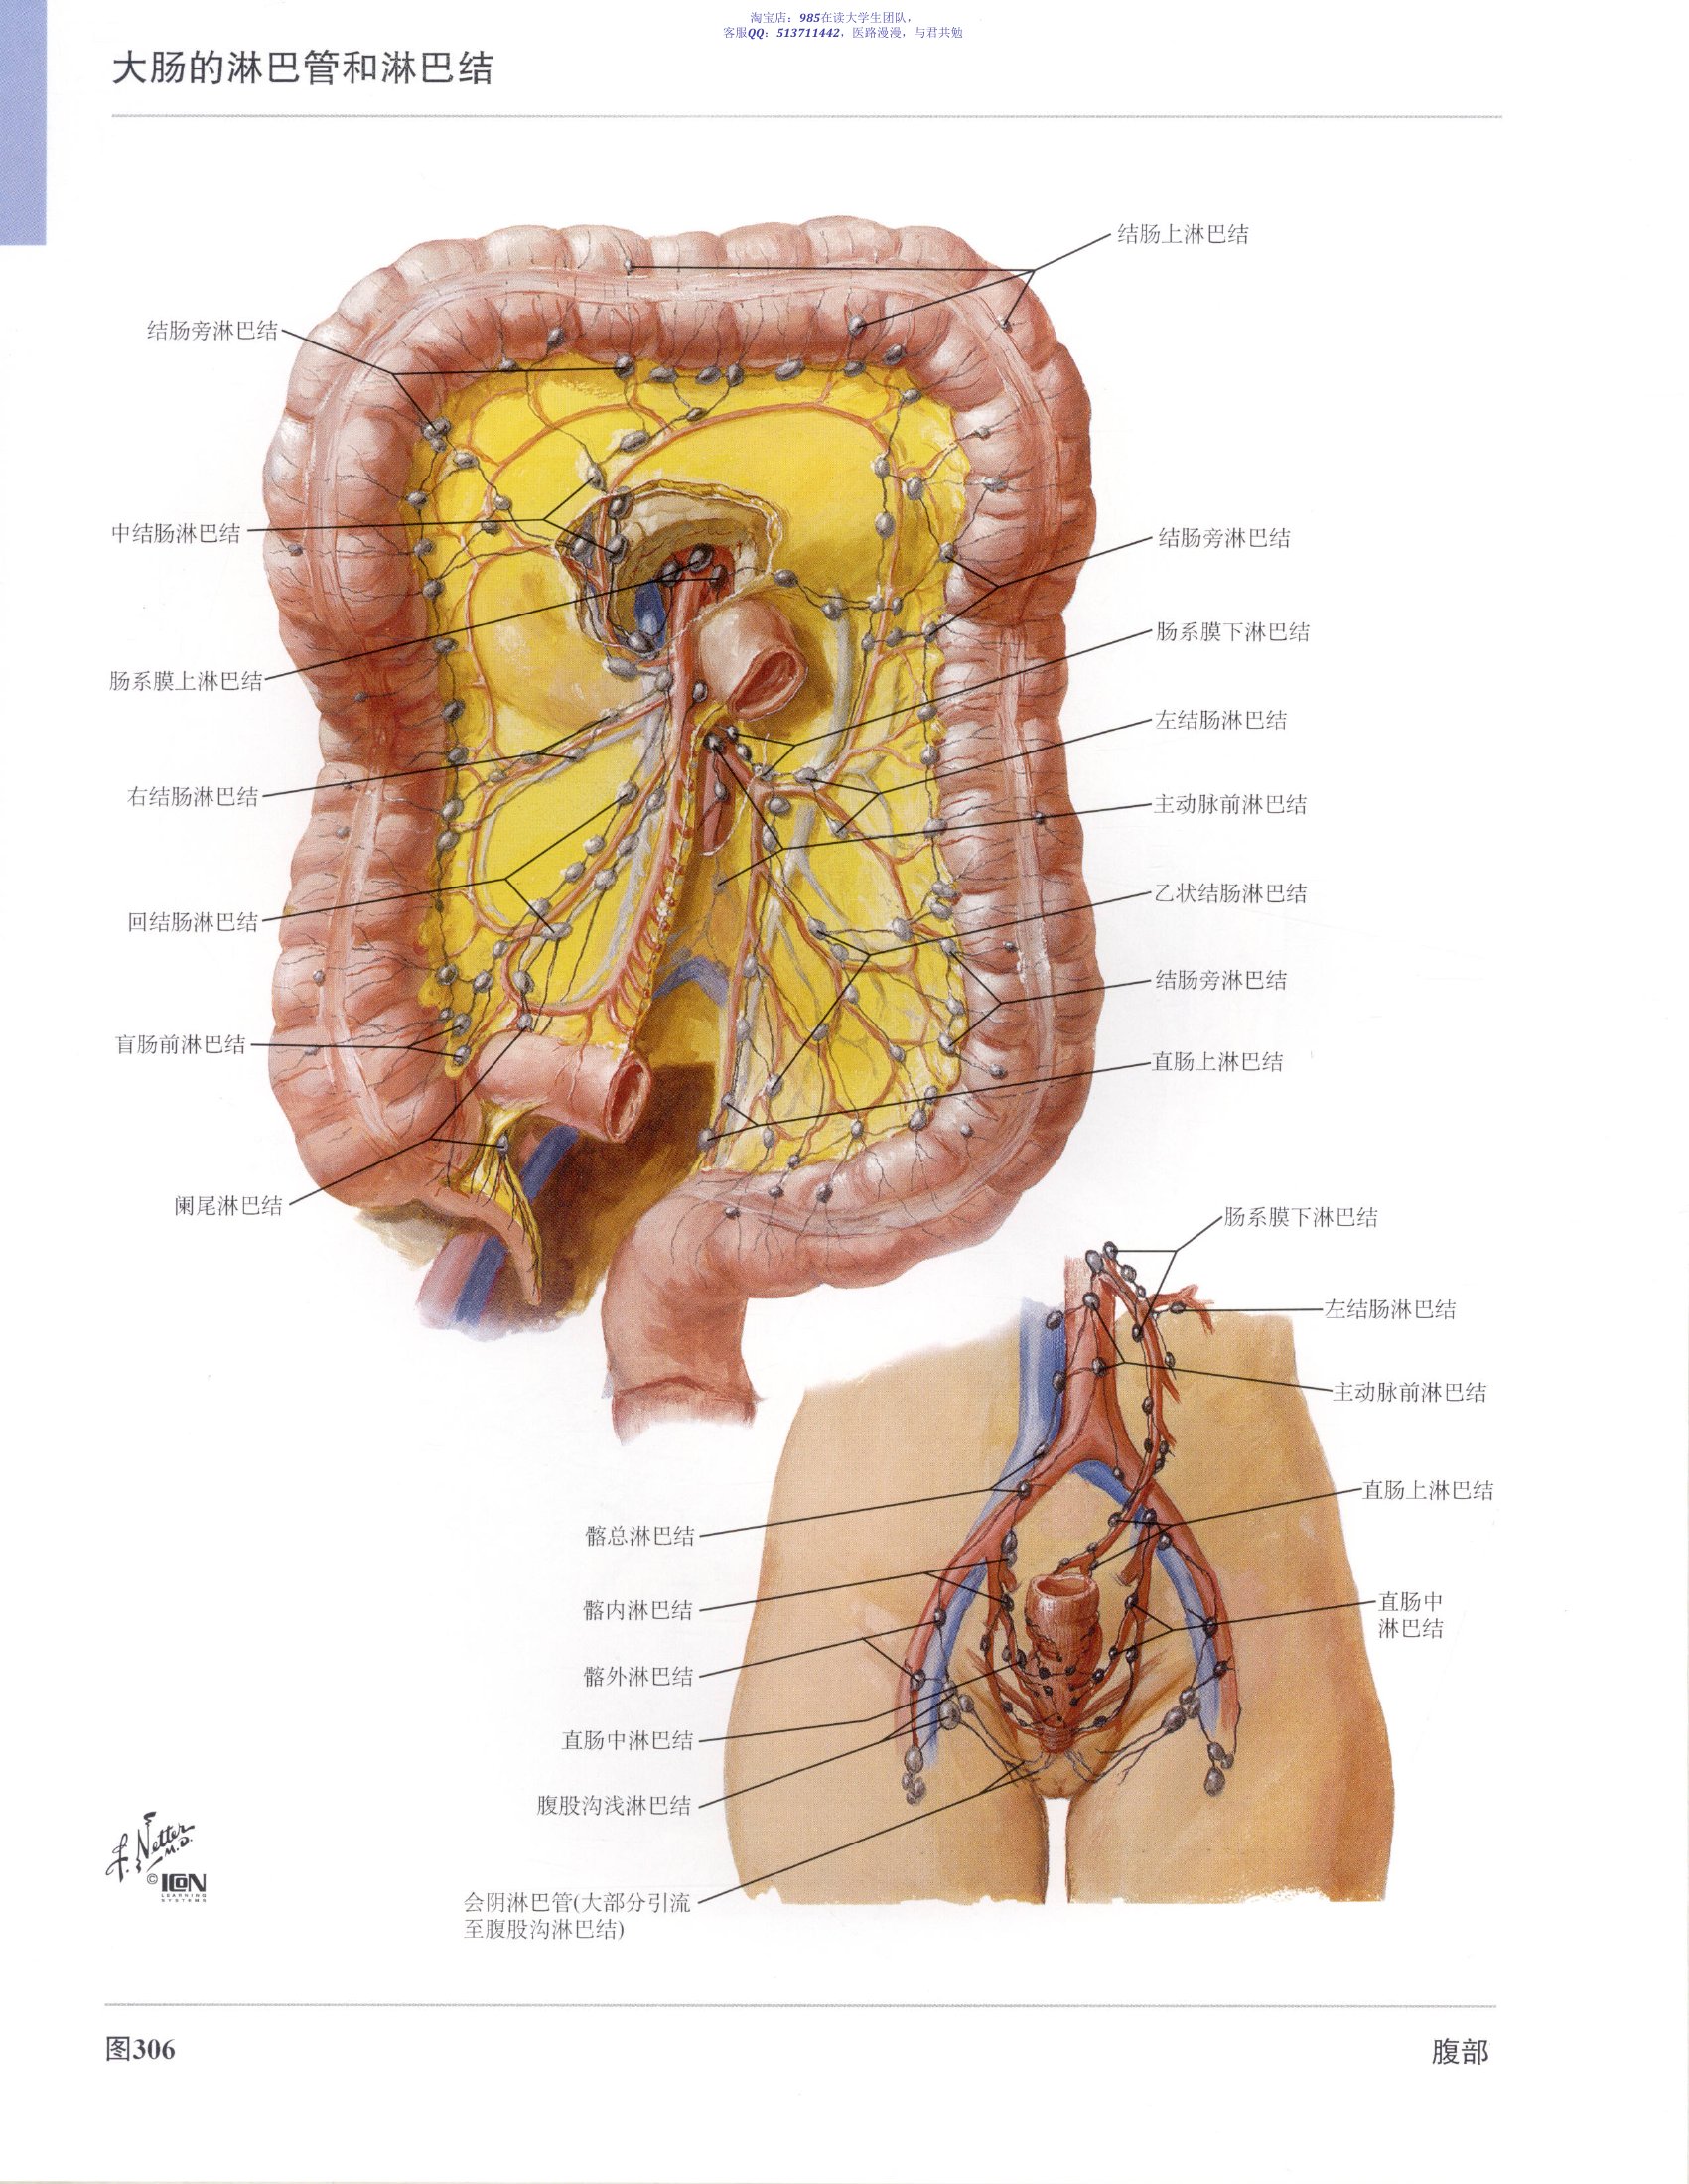 淘宝店：985在读大学生团队，
客服QQ：513711442，医路漫漫，与君共勉
大肠的淋巴管和淋巴结
结肠上淋巴结
结肠旁淋巴结
中结肠淋巴结
结肠旁淋巴结
肠系膜下淋巴结
肠系膜上淋巴结
左结肠淋巴结
右结肠淋巴结
主动脉前淋巴结
乙状结肠淋巴结
回结肠淋巴结
结肠旁淋巴结
盲肠前淋巴结
直肠上淋巴结
阑尾淋巴结
肠系膜下淋巴结
左结肠淋巴结
主动脉前淋巴结
直肠上淋巴结
髂总淋巴结
髂内淋巴结
直肠中
淋巴结
髂外淋巴结
直肠中淋巴结
腹股沟浅淋巴结
会阴淋巴管(大部分引流
至腹股沟淋巴结)
F. Netter
M.D.
© ICON
LEARNING
SYSTEMS
图306
腹部